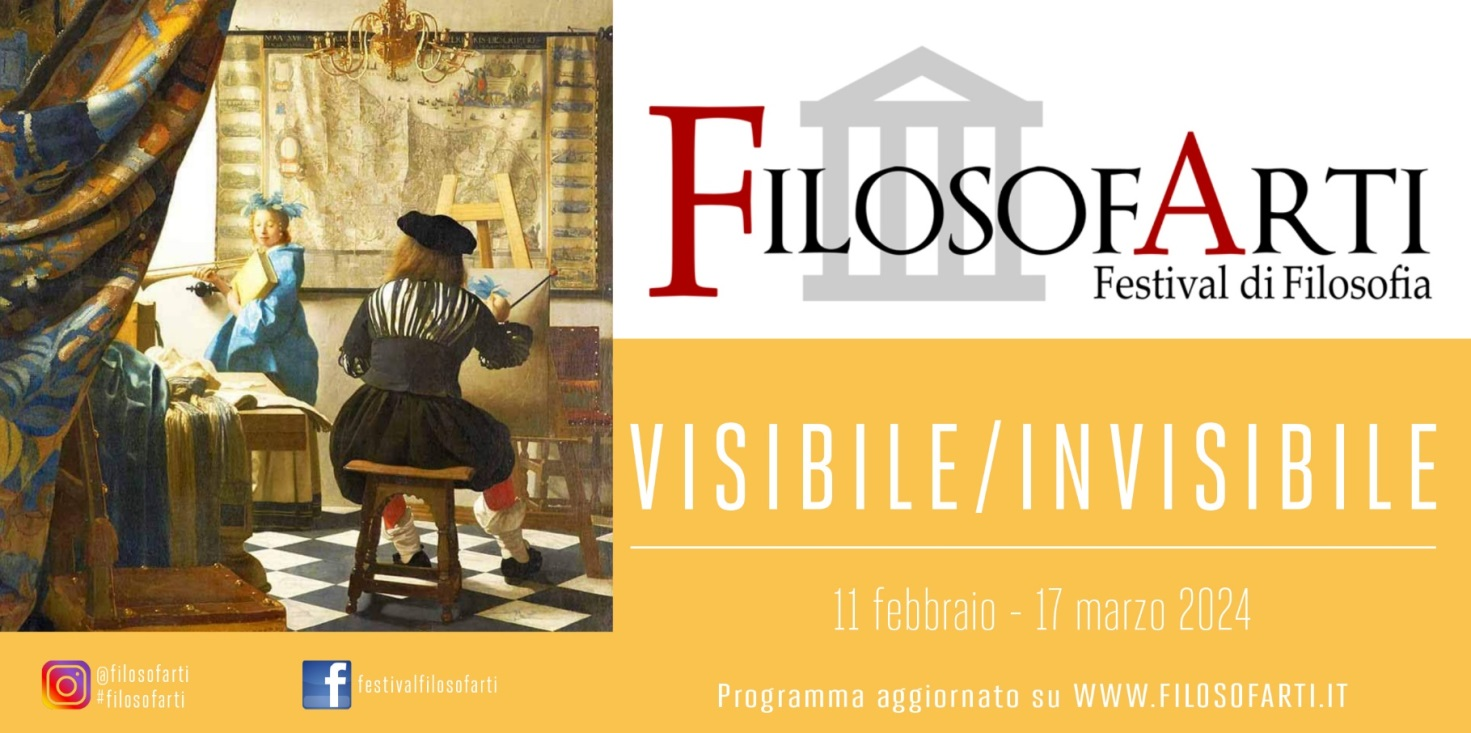 FILOSOFARTI
Festival di Filosofia
VISIBILE/INVISIBILE
11 febbraio - 17 marzo 2024
Programma aggiornato su WWW.FILOSOFARTI.IT
@filosofarti
#filosofarti
festivalfilosofarti